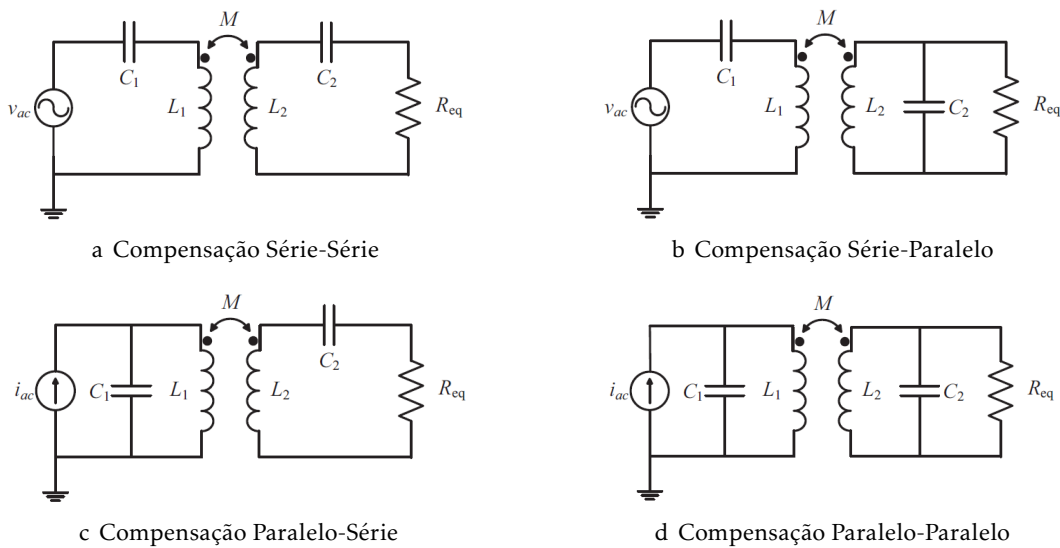 M
C1
C2
vac
L1
L2
Req
a Compensação Série-Série
M
C1
vac
L1
L2
C2
Req
b Compensação Série-Paralelo
M
C2
iac
C1
L1
L2
Req
c Compensação Paralelo-Série
M
iac
C1
L1
L2
C2
Req
d Compensação Paralelo-Paralelo